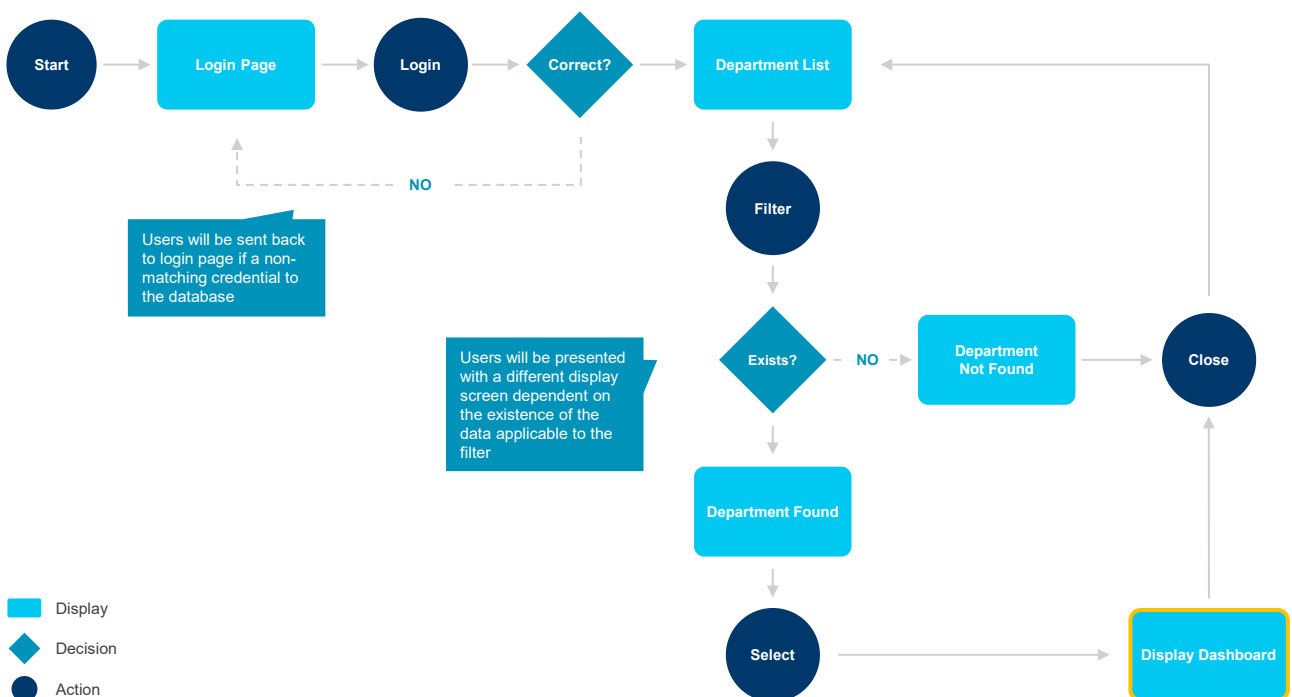 Start
Login Page
Login
Correct?
Department List
NO
Users will be sent back
to login page if a non-
matching credential to
the database
Filter
Users will be presented
with a different display
screen dependent on
the existence of the
data applicable to the
filter
Exists?
NO
Department
Not Found
Close
Department Found
Select
Display Dashboard
Display
Decision
Action